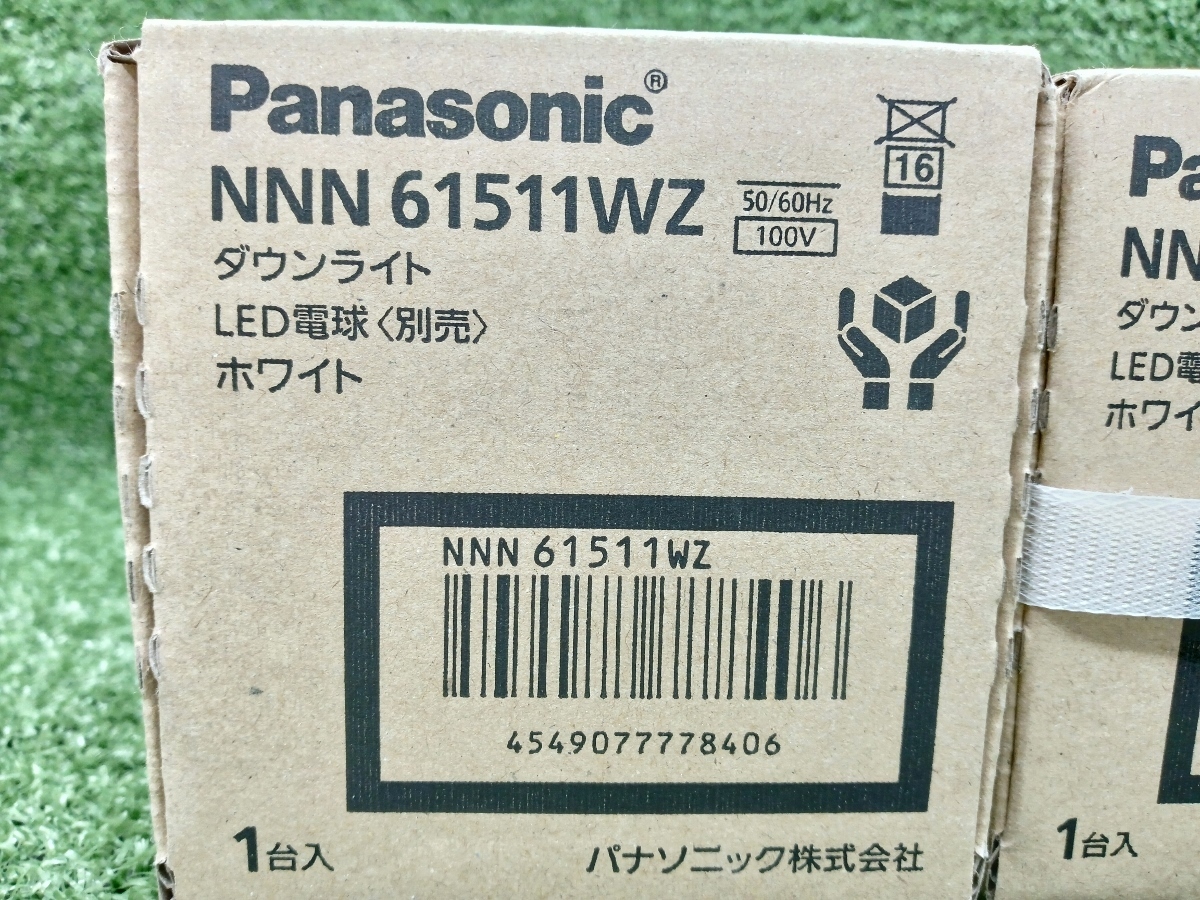 Panasonic®
NNN 61511WZ
50/60Hz
100V
16
ダウンライト
LED電球〈別売〉
ホワイト
NNN 61511WZ
4549077778406
1台入
パナソニック株式会社
Pa
NN
ダウン
LED電
ホワイ
1台入